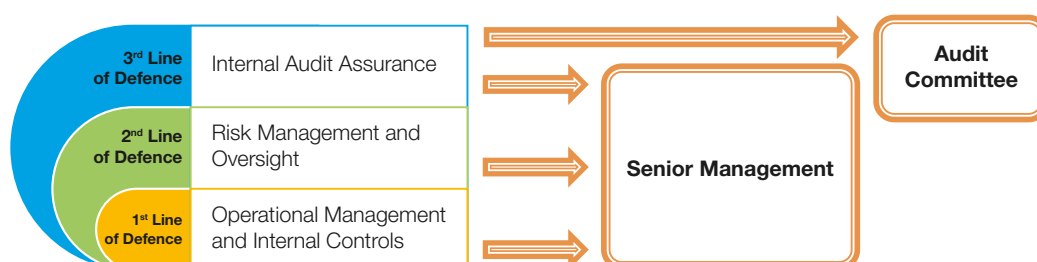 3rd Line
of Defence
Internal Audit Assurance
Audit
Committee
2nd Line
of Defence
Risk Management and
Oversight
Senior Management
1st Line
of Defence
Operational Management
and Internal Controls